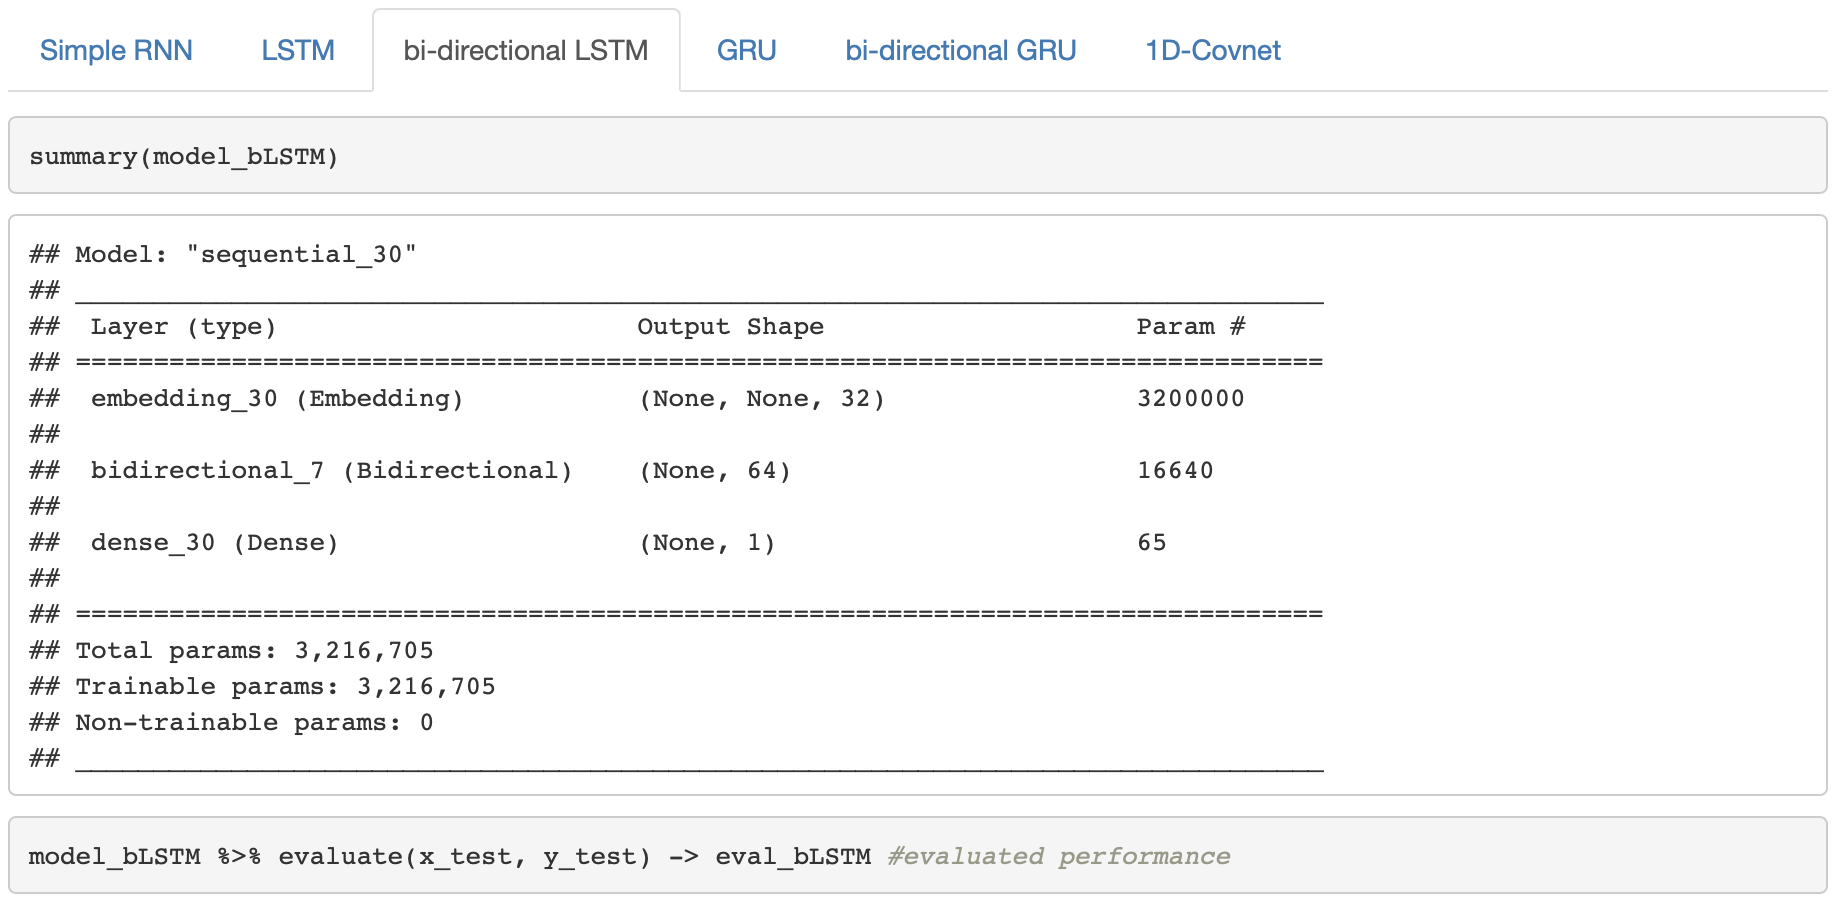 Simple RNN LSTM bi-directional LSTM GRU bi-directional GRU 1D-Covnet
summary(model_bLSTM)
## Model: "sequential_30"
## ________________________________________________________________________________
##  Layer (type)                       Output Shape                    Param #
## ================================================================================
##  embedding_30 (Embedding)           (None, None, 32)                3200000
##
##  bidirectional_7 (Bidirectional)    (None, 64)                      16640
##
##  dense_30 (Dense)                   (None, 1)                       65
##
## ================================================================================
## Total params: 3,216,705
## Trainable params: 3,216,705
## Non-trainable params: 0
## ________________________________________________________________________________
model_bLSTM %>% evaluate(x_test, y_test) -> eval_bLSTM #evaluated performance